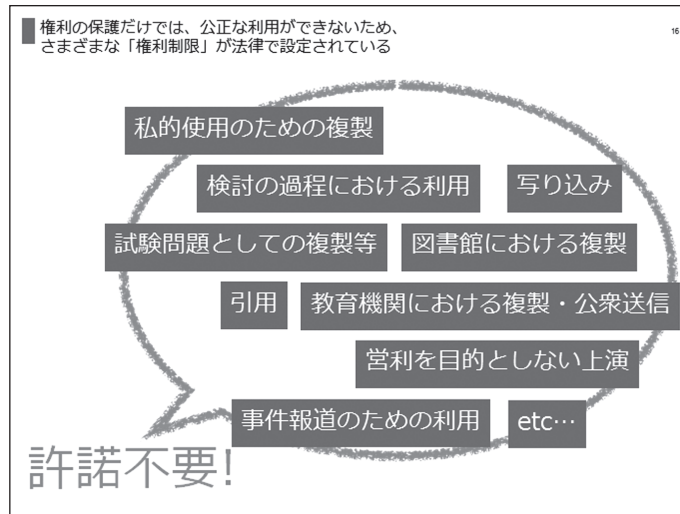 権利の保護だけでは、公正な利用ができないため、
さまざまな「権利制限」が法律で設定されている
16
私的使用のための複製
検討の過程における利用
写り込み
試験問題としての複製等
図書館における複製
引用
教育機関における複製・公衆送信
営利を目的としない上演
事件報道のための利用
etc…
許諾不要!